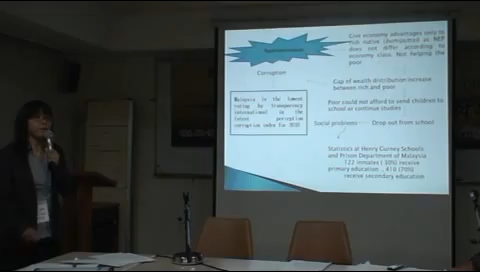 Give economy advantages only to
rich native (bumiputra) as NEP
does not differ according to
economy class. Not helping the
poor
Corruption
Gap of wealth distribution increase
between rich and poor
Malaysia is the lowest
rating by transparency
international in the
latest perception
corruption index for 2010
Poor could not afford to send children to
school or continue studies
Social problems
Drop out from school
Statistics at Henry Gurney Schools
and Prison Department of Malaysia
122 inmates ( 30%) receive
primary education , 410 (70%)
receive secondary education